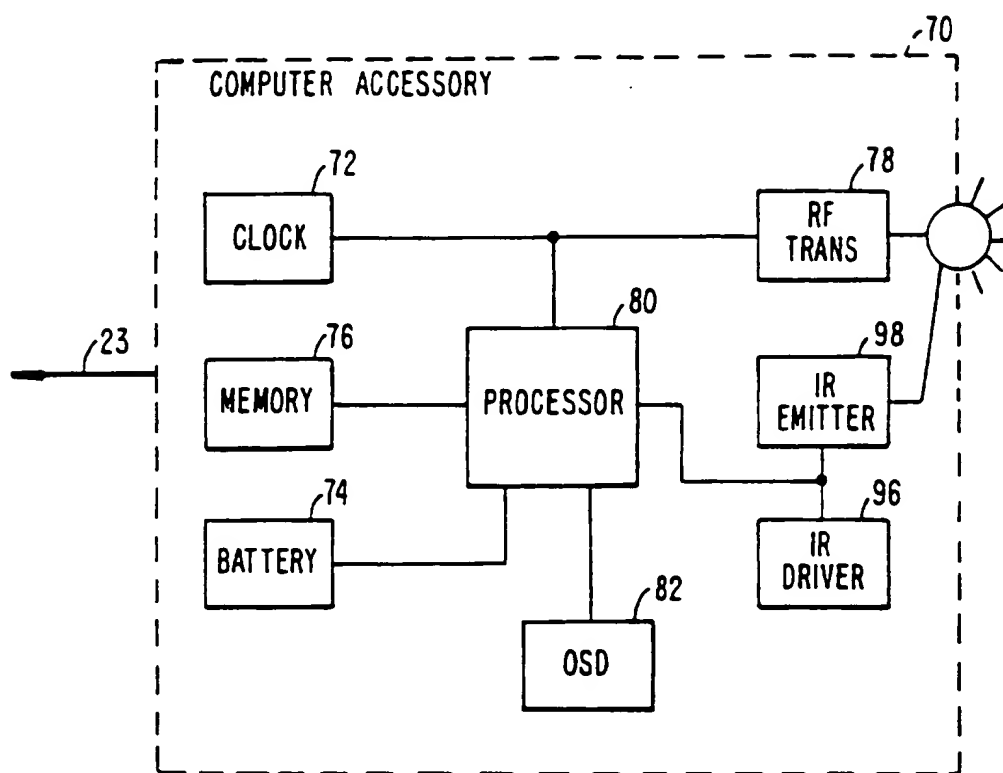 70
COMPUTER ACCESSORY
72
CLOCK
78
RF
TRANS
23
76
MEMORY
80
PROCESSOR
98
IR
EMITTER
74
BATTERY
96
IR
DRIVER
82
OSD